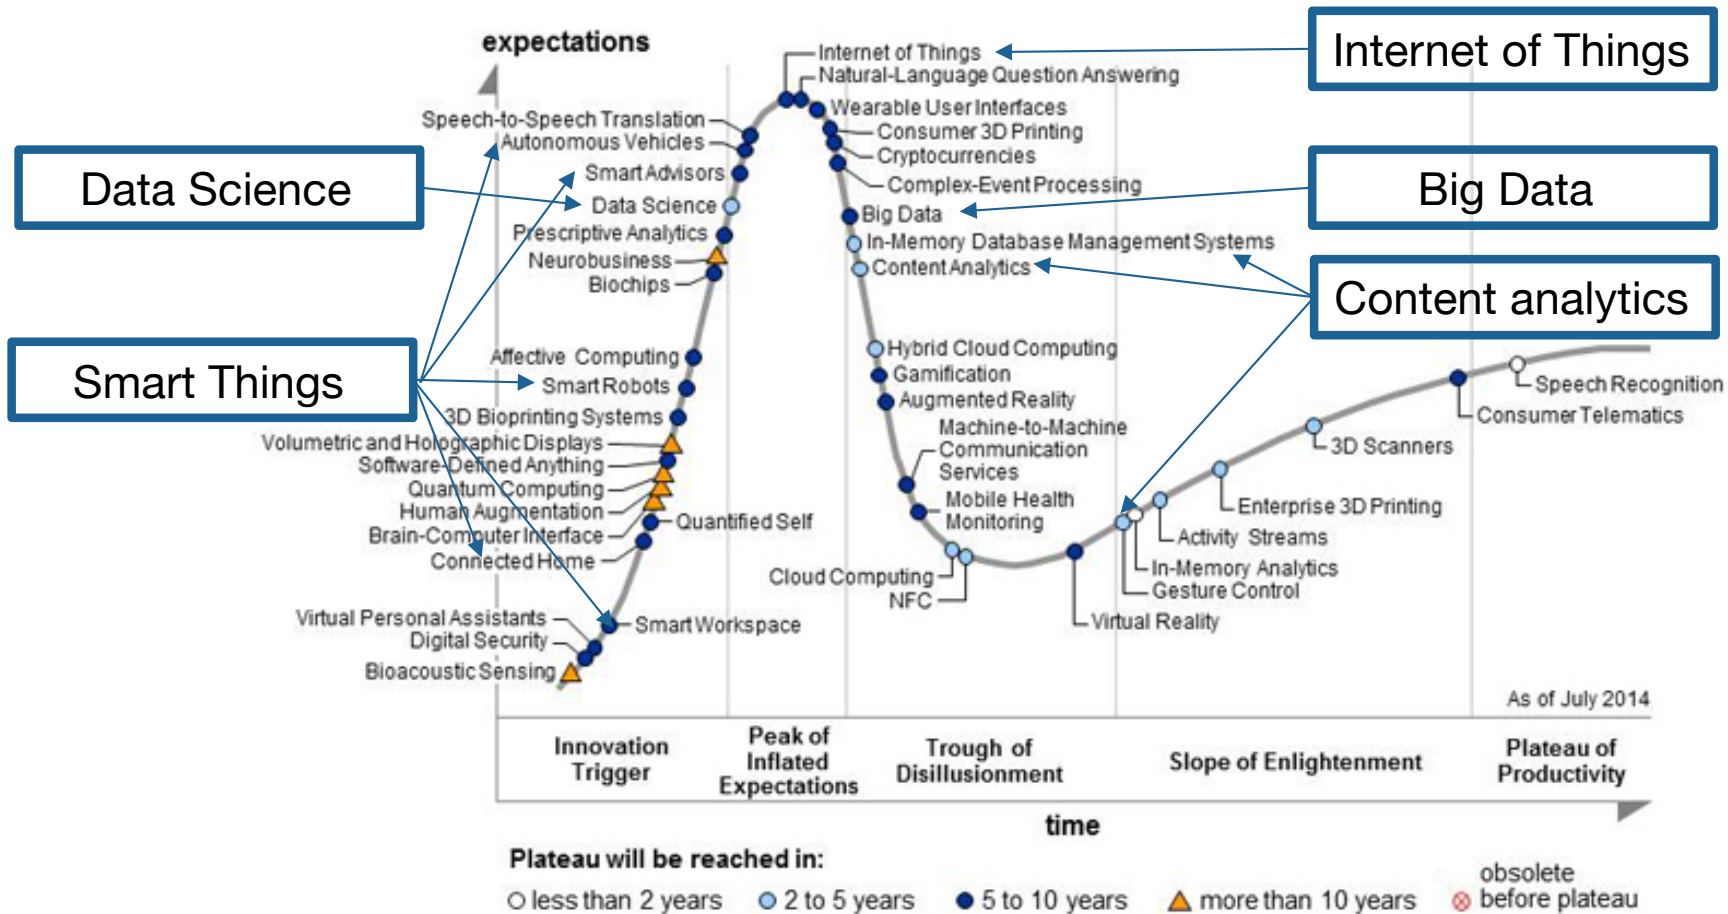 expectations
Internet of Things
Internet of Things
Natural-Language Question Answering
Wearable User Interfaces
Speech-to-Speech Translation
Consumer 3D Printing
Autonomous Vehicles
Cryptocurrencies
Smart Advisors
Complex-Event Processing
Data Science
Big Data
Data Science
Big Data
Prescriptive Analytics
In-Memory Database Management Systems
Neurobusiness
Content Analytics
Biochips
Content analytics
Hybrid Cloud Computing
Affective Computing
Gamification
Smart Things
Smart Robots
Speech Recognition
Augmented Reality
3D Bioprinting Systems
Consumer Telematics
Machine-to-Machine
Communication
Services
Volumetric and Holographic Displays
3D Scanners
Software-Defined Anything
Quantum Computing
Mobile Health
Monitoring
Human Augmentation
Enterprise 3D Printing
Quantified Self
Brain-Computer Interface
Activity Streams
Connected Home
In-Memory Analytics
Cloud Computing
Gesture Control
NFC
Virtual Personal Assistants
Smart Workspace
Virtual Reality
Digital Security
Bioacoustic Sensing
As of July 2014
Innovation
Trigger
Peak of
Inflated
Expectations
Trough of
Disillusionment
Slope of Enlightenment
Plateau of
Productivity
time
Plateau will be reached in:
less than 2 years
2 to 5 years
5 to 10 years
more than 10 years
obsolete
before plateau